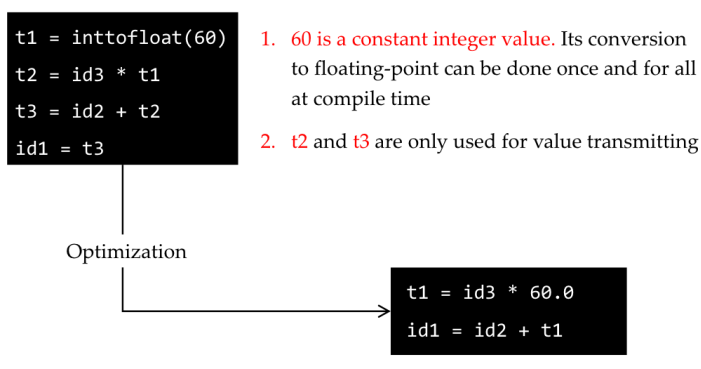 t1 = inttofloat(60)
t2 = id3 * t1
t3 = id2 + t2
id1 = t3
1. 60 is a constant integer value. Its conversion
to floating-point can be done once and for all
at compile time
2. t2 and t3 are only used for value transmitting
Optimization
t1 = id3 * 60.0
id1 = id2 + t1